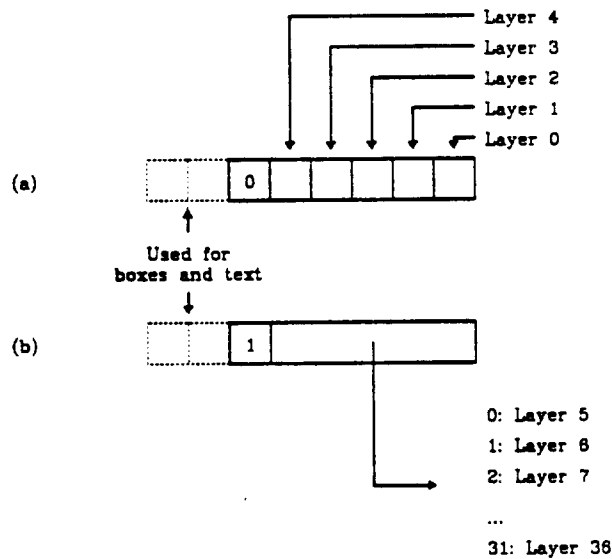 Layer 4
Layer 3
Layer 2
Layer 1
Layer 0
(a)
0
Used for
boxes and text
(b)
1
0: Layer 5
1: Layer 6
2: Layer 7
...
31: Layer 36